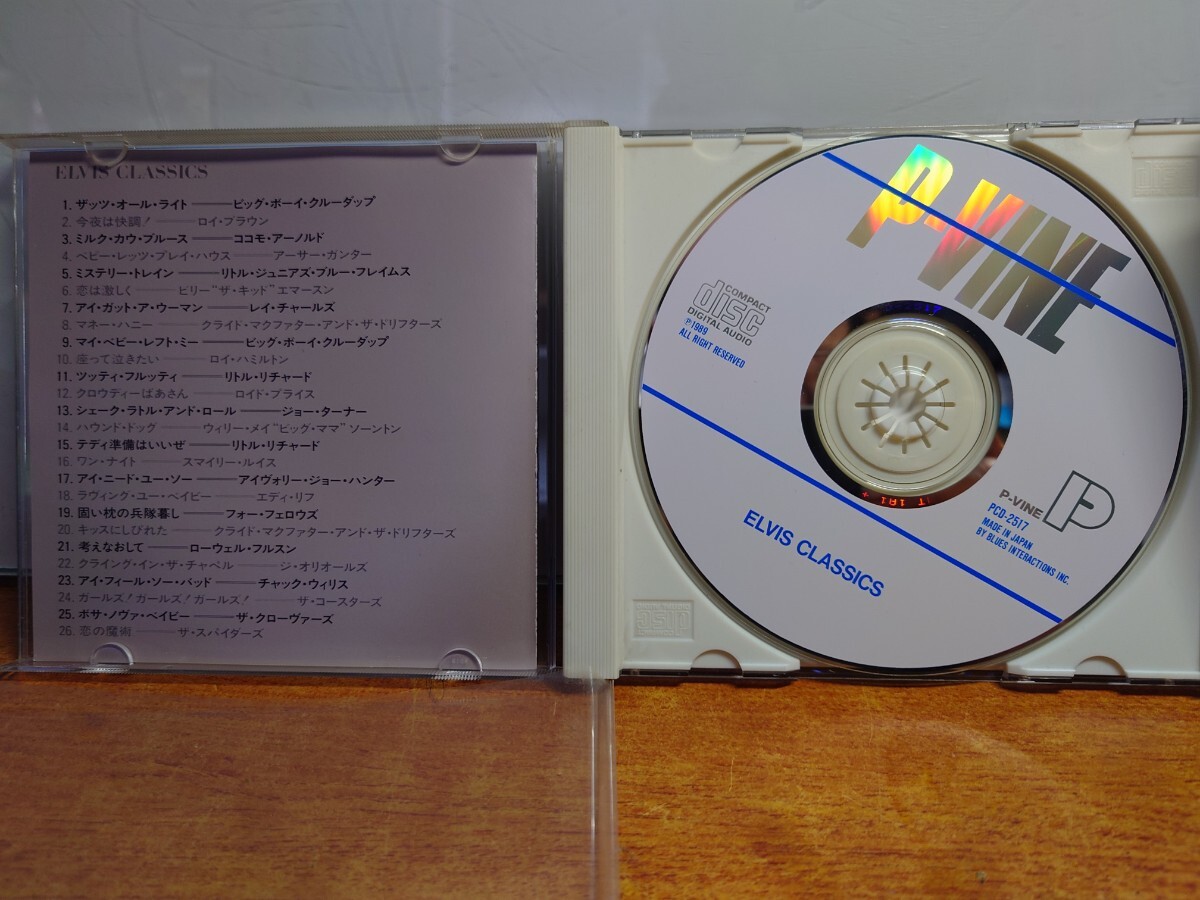 ELVIS CLASSICS
1. ザッツ・オール・ライト――ビッグ・ボーイ・クルーダップ
2. 今夜は快調!――ロイ・ブラウン
3. ミルク・カウ・ブルース――ココモ・アーノルド
4. ベビー・レッツ・プレイ・ハウス――アーサー・ガンター
5. ミステリー・トレイン――リトル・ジュニアズ・ブルー・フレイムス
6. 恋は激しく――ビリー“ザ・キッド”エマースン
7. アイ・ガット・ア・ウーマン――レイ・チャールズ
8. マネー・ハニー――クライド・マクファター・アンド・ザ・ドリフターズ
9. マイ・ベビー・レフト・ミー――ビッグ・ボーイ・クルーダップ
10. 座って泣きたい――ロイ・ハミルトン
11. ツッティ・フルッティ――リトル・リチャード
12. クロウディーばあさん――ロイド・プライス
13. シェーク・ラトル・アンド・ロール――ジョー・ターナー
14. ハウンド・ドッグ――ウィリー・メイ“ビッグ・ママ”ソーントン
15. テディ準備はいいぜ――リトル・リチャード
16. ワン・ナイト――スマイリー・ルイス
17. アイ・ニード・ユー・ソー――アイヴォリー・ジョー・ハンター
18. ラヴィング・ユー・ベイビー――エディ・リフ
19. 固い枕の兵隊暮し――フォー・フェロウズ
20. キッスにしびれた――クライド・マクファター・アンド・ザ・ドリフターズ
21. 考えなおして――ローウェル・フルスン
22. クライング・イン・ザ・チャペル――ジ・オリオールズ
23. アイ・フィール・ソー・バッド――チャック・ウィリス
24. ガールズ!ガールズ!ガールズ!――ザ・コースターズ
25. ボサ・ノヴァ・ベイビー――ザ・クローヴァーズ
26. 恋の魔術――ザ・スパイダーズ
P-VINE
COMPACT
disc
DIGITAL AUDIO
℗1989
ALL RIGHT RESERVED
P-VINE
PCD-2517
MADE IN JAPAN
BY BLUES INTERACTIONS INC.
ELVIS CLASSICS